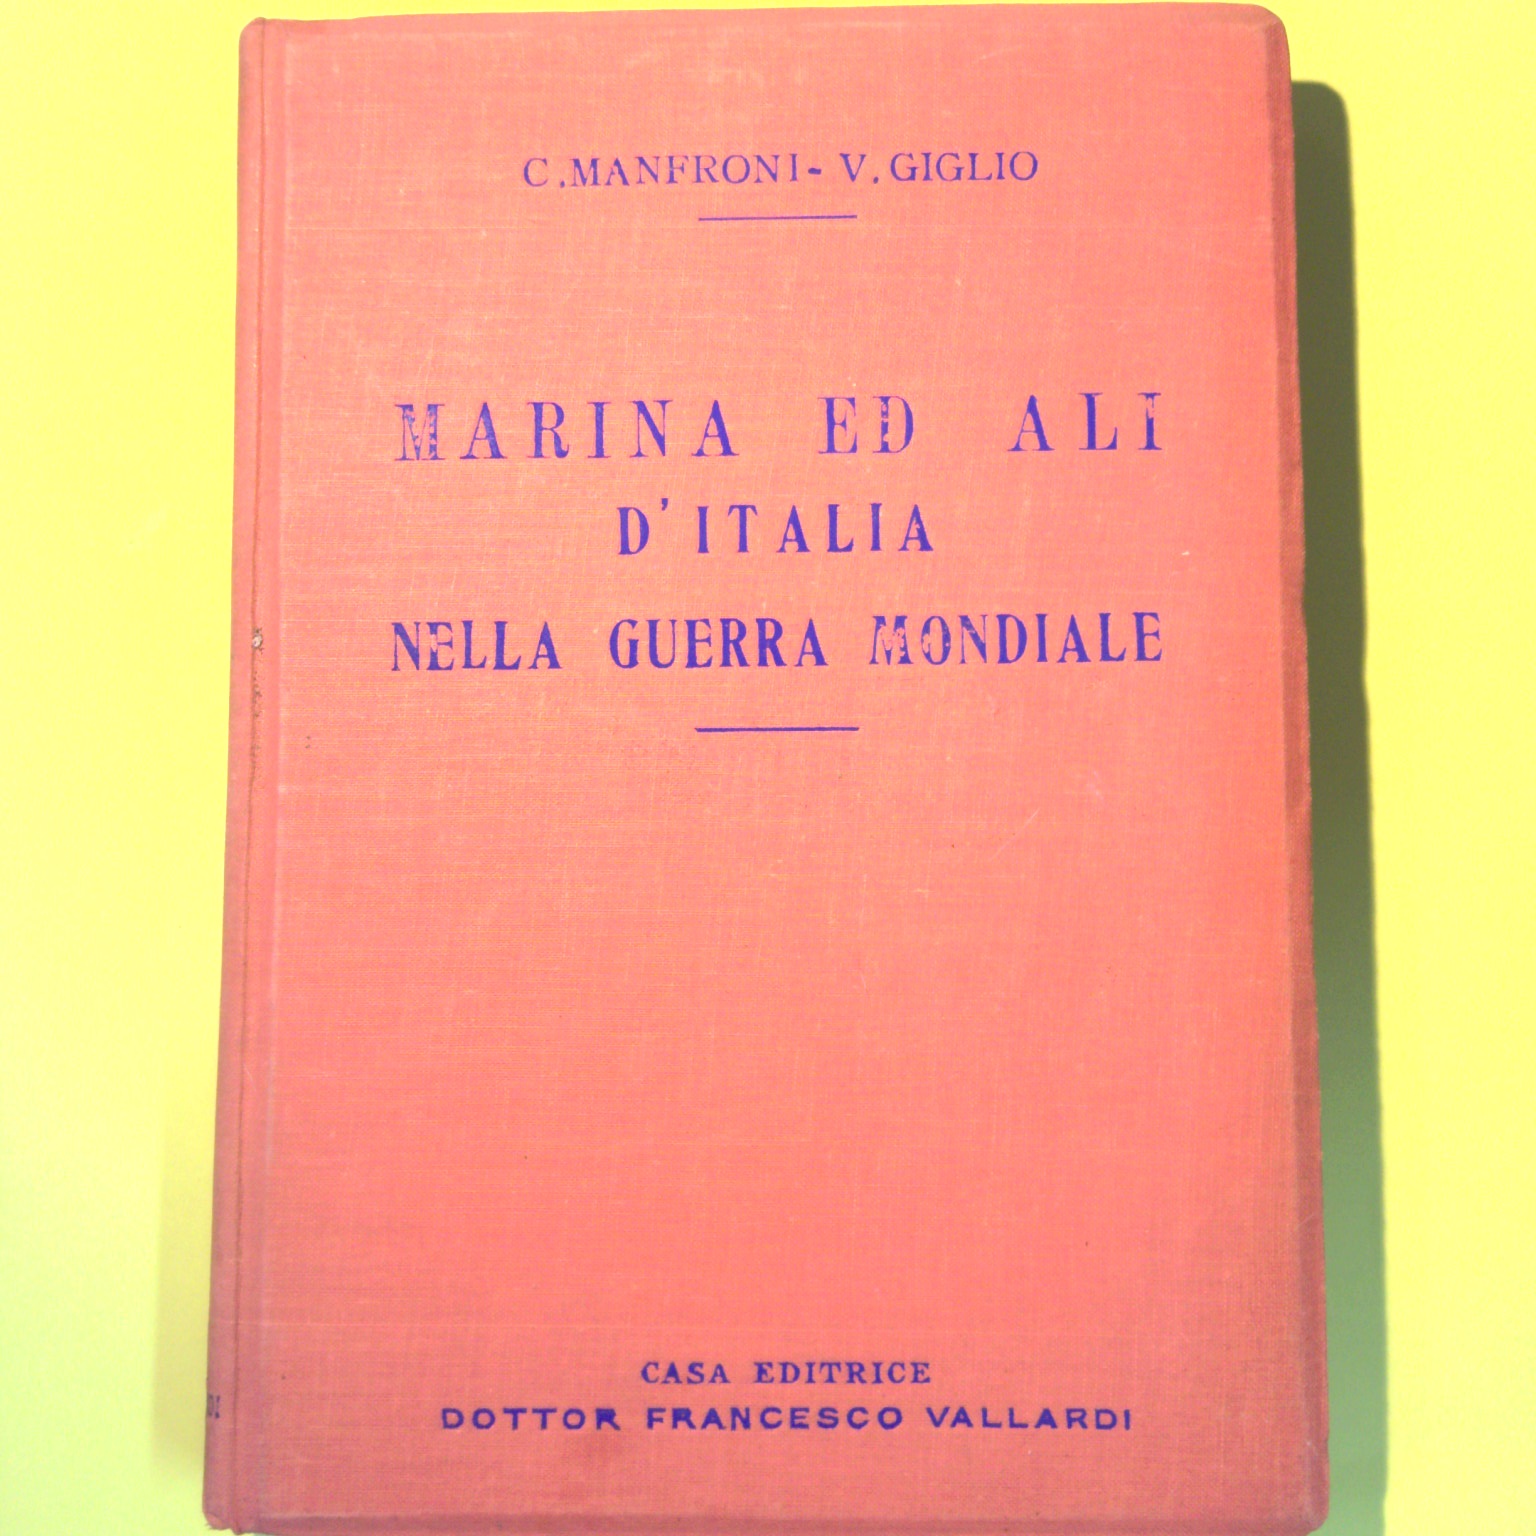 C. MANFRONI - V. GIGLIO
MARINA ED ALI
D'ITALIA
NELLA GUERRA MONDIALE
CASA EDITRICE
DOTTOR FRANCESCO VALLARDI